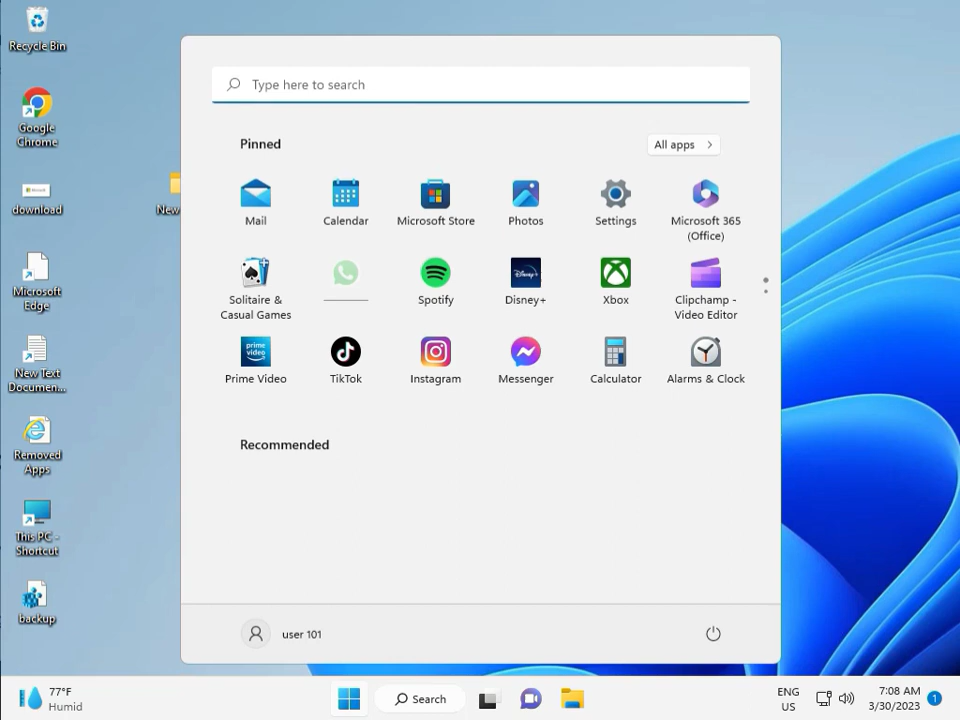 Recycle Bin
Google
Chrome
download
New
Microsoft
Edge
New Text
Documen...
Removed
Apps
This PC -
Shortcut
backup
Type here to search
Pinned
All apps
Mail
Calendar
Microsoft Store
Photos
Settings
Microsoft 365
(Office)
Solitaire &
Casual Games
Spotify
Disney+
Disney+
Xbox
Clipchamp -
Video Editor
prime
video
Prime Video
TikTok
Instagram
Messenger
Calculator
Alarms & Clock
Recommended
user 101
77°F
Humid
Search
ENG
US
7:08 AM
3/30/2023
1